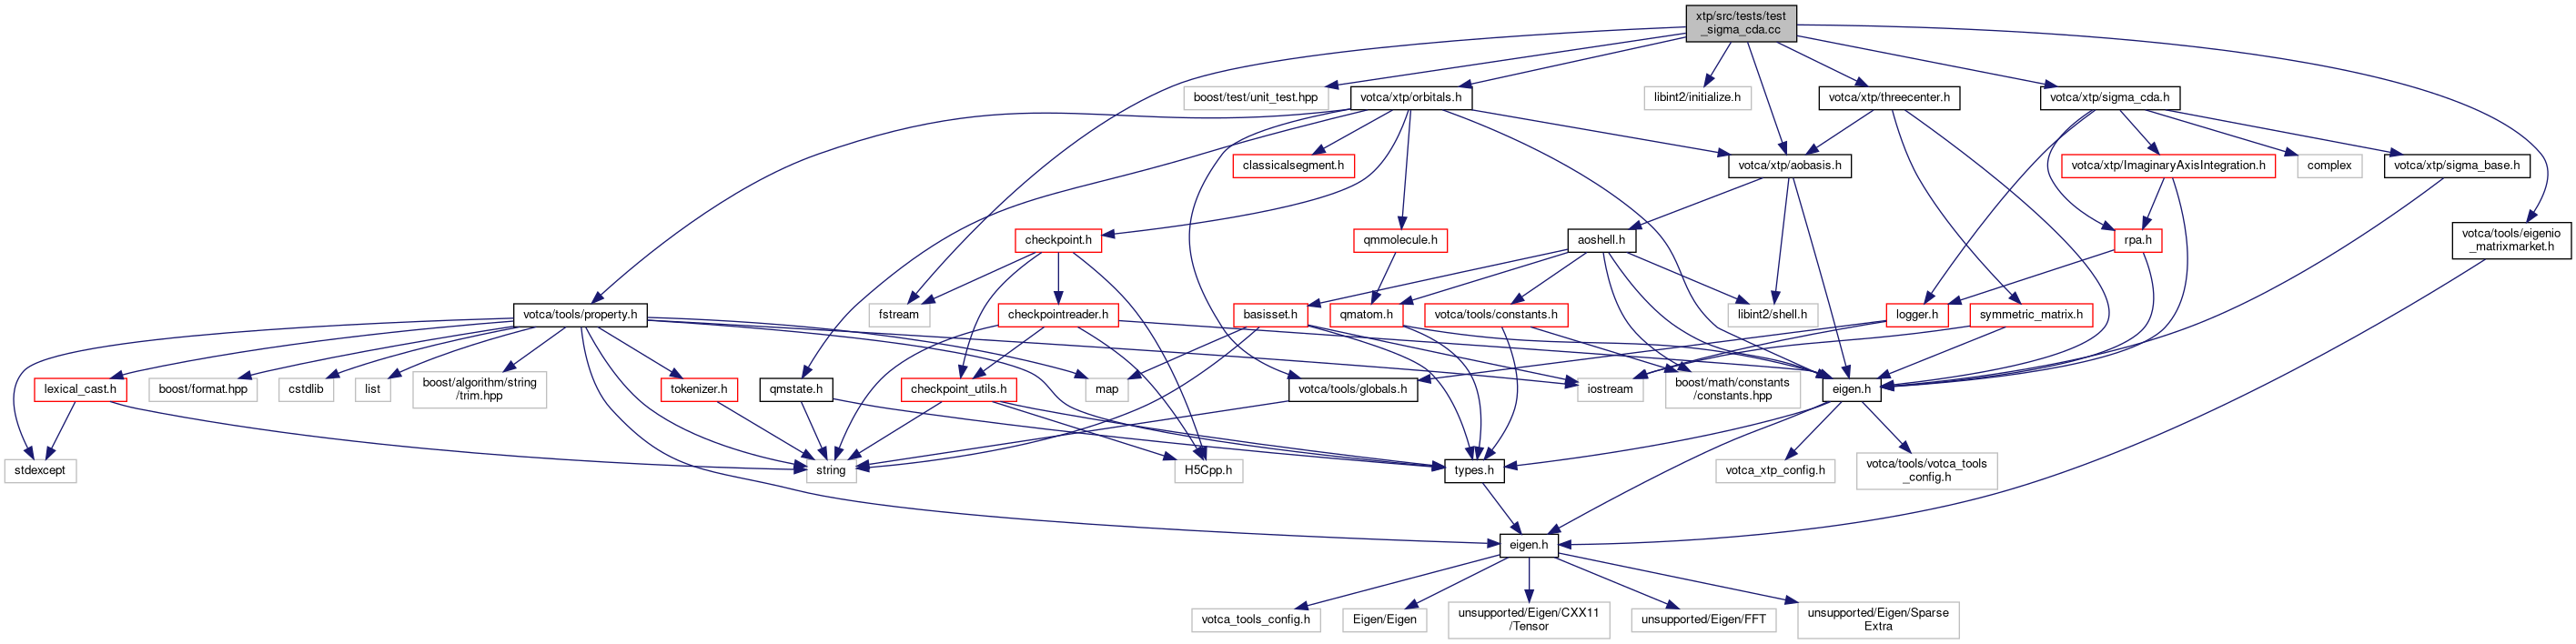 xtp/src/tests/test
_sigma_cda.cc
boost/test/unit_test.hpp
votca/xtp/orbitals.h
libint2/initialize.h
votca/xtp/threecenter.h
votca/xtp/sigma_cda.h
classicalsegment.h
votca/xtp/aobasis.h
votca/xtp/ImaginaryAxisIntegration.h
complex
votca/xtp/sigma_base.h
checkpoint.h
qmmolecule.h
aoshell.h
rpa.h
votca/tools/eigenio
_matrixmarket.h
votca/tools/property.h
fstream
checkpointreader.h
basisset.h
qmatom.h
votca/tools/constants.h
libint2/shell.h
logger.h
symmetric_matrix.h
lexical_cast.h
boost/format.hpp
cstdlib
list
boost/algorithm/string
/trim.hpp
tokenizer.h
qmstate.h
checkpoint_utils.h
map
votca/tools/globals.h
iostream
boost/math/constants
/constants.hpp
eigen.h
stdexcept
string
H5Cpp.h
types.h
votca_xtp_config.h
votca/tools/votca_tools
_config.h
eigen.h
votca_tools_config.h
Eigen/Eigen
unsupported/Eigen/CXX11
/Tensor
unsupported/Eigen/FFT
unsupported/Eigen/Sparse
Extra